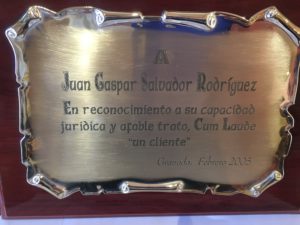 A
Juan Gaspar Salvador Rodríguez
En reconocimiento a su capacidad
jurídica y afable trato, Cum Laude
"un cliente"
Granada, Febrero 2005